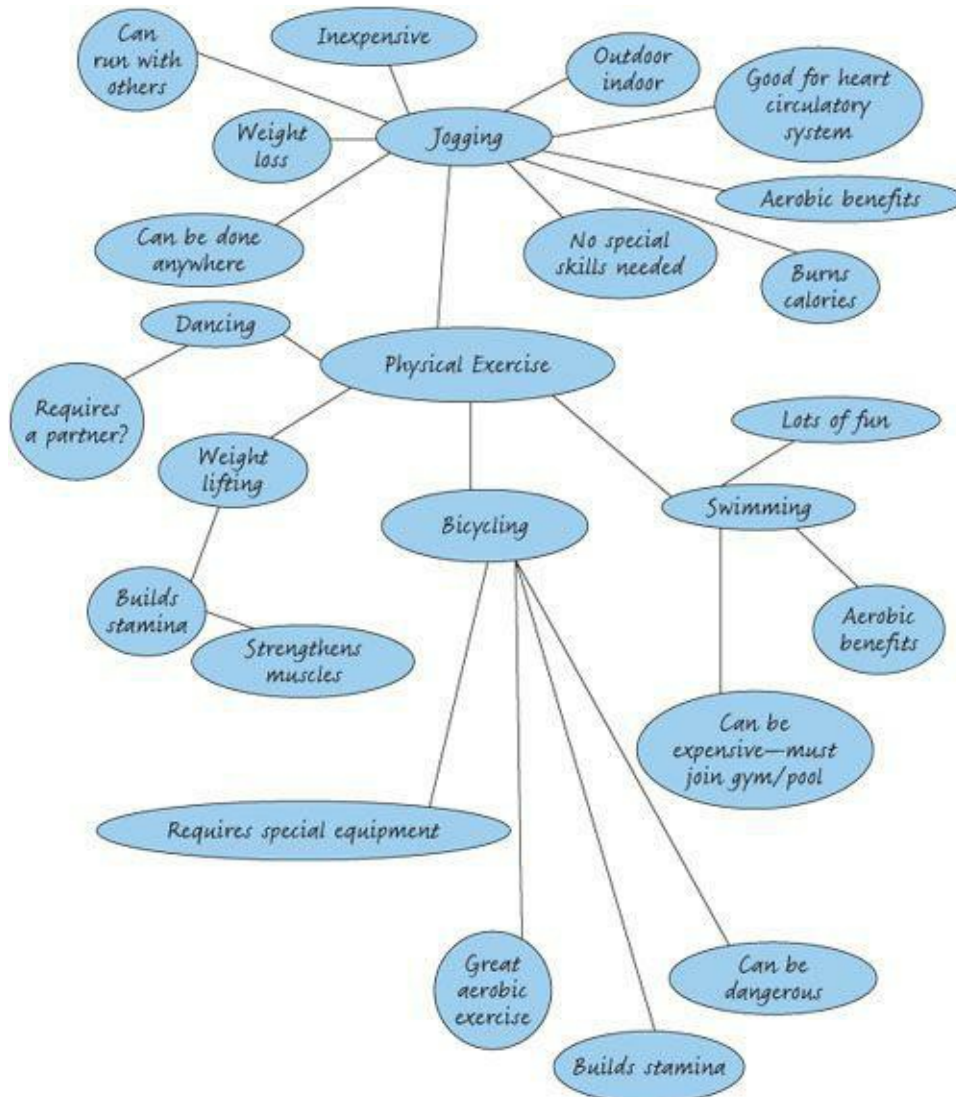 Can
run with
others
Inexpensive
Outdoor
indoor
Good for heart
circulatory
system
Weight
loss
Jogging
Aerobic benefits
Can be done
anywhere
No special
skills needed
Burns
calories
Dancing
Physical Exercise
Requires
a partner?
Lots of fun
Weight
lifting
Swimming
Bicycling
Builds
stamina
Aerobic
benefits
Strengthens
muscles
Can be
expensive—must
join gym/pool
Requires special equipment
Great
aerobic
exercise
Can be
dangerous
Builds stamina